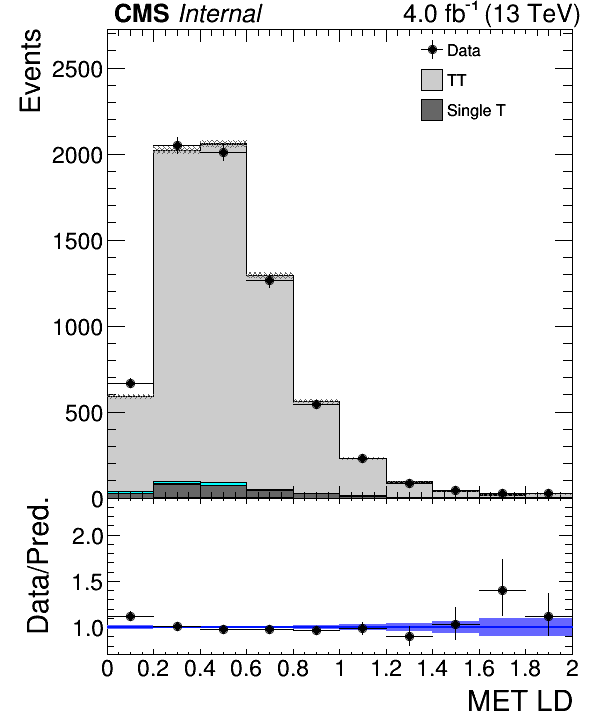 CMS Internal 4.0 fb-1 (13 TeV)
Events
2500
2000
1500
1000
500
0
Data
TT
Single T
Data/Pred.
2.0
1.5
1.0
0 0.2 0.4 0.6 0.8 1 1.2 1.4 1.6 1.8 2
MET LD